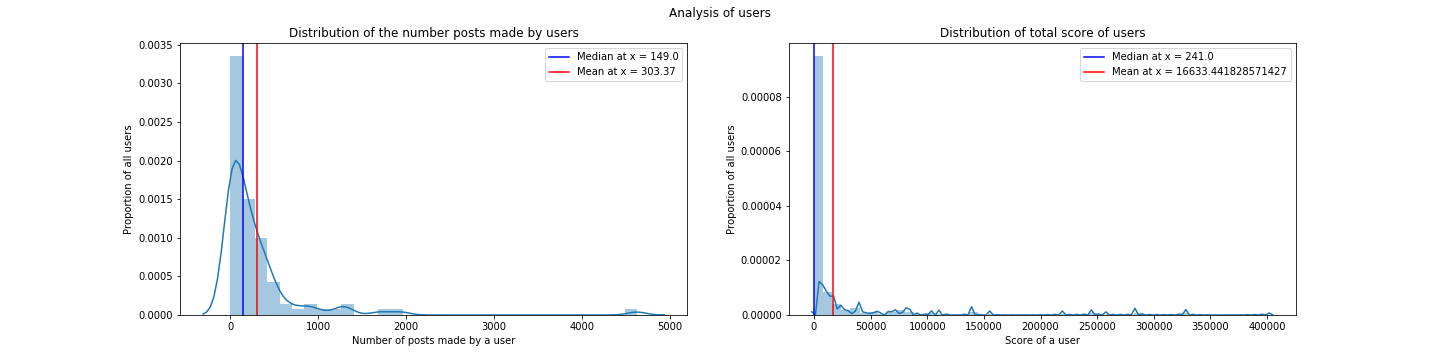 Analysis of users
Distribution of the number posts made by users
Median at x = 149.0
Mean at x = 303.37
Proportion of all users
0.0035
0.0030
0.0025
0.0020
0.0015
0.0010
0.0005
0.0000
0 1000 2000 3000 4000 5000
Number of posts made by a user
Distribution of total score of users
Median at x = 241.0
Mean at x = 16633.441828571427
Proportion of all users
0.00008
0.00006
0.00004
0.00002
0.00000
0 50000 100000 150000 200000 250000 300000 350000 400000
Score of a user